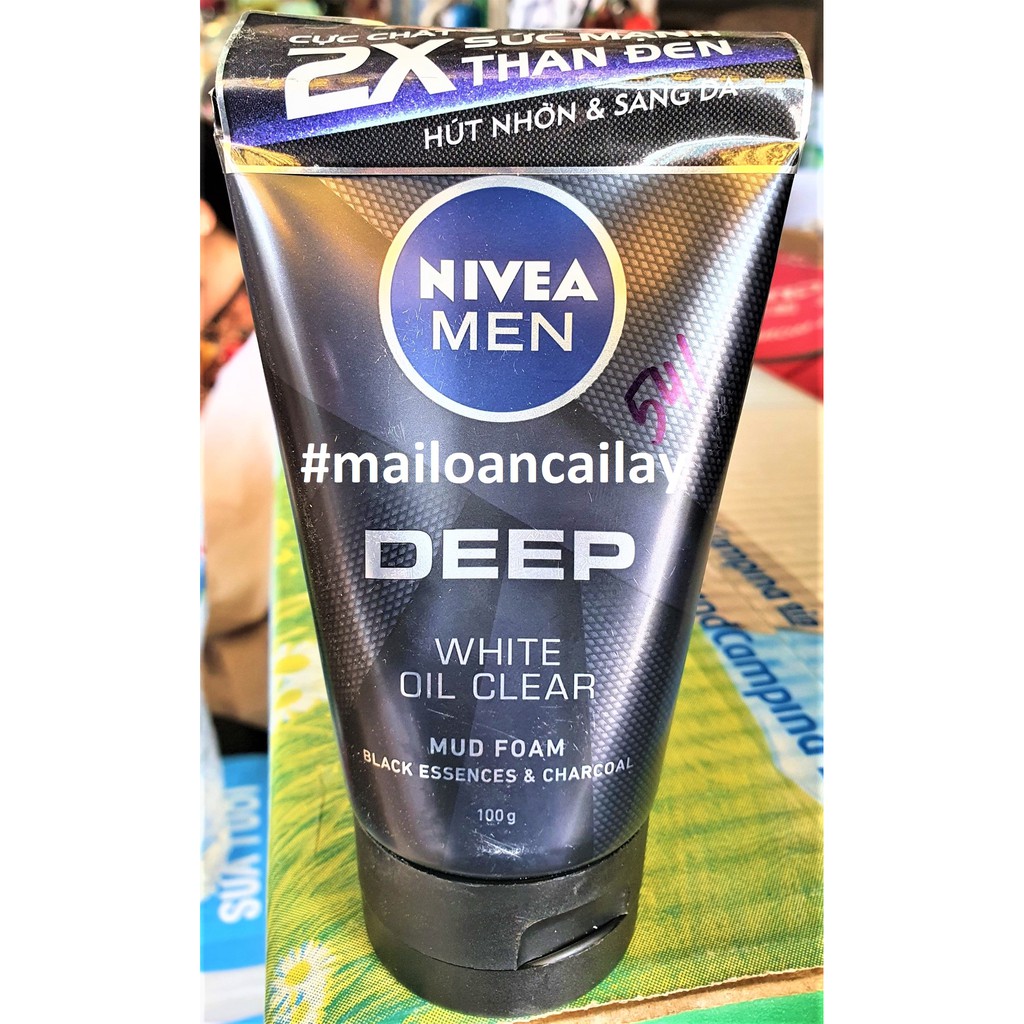 CỰC CHẤT
2X SỨC MẠNH
THAN ĐEN
HÚT NHỜN & SÁNG DA
NIVEA
MEN
54/
#mailoancailay
DEEP
WHITE
OIL CLEAR
MUD FOAM
BLACK ESSENCES & CHARCOAL
100g